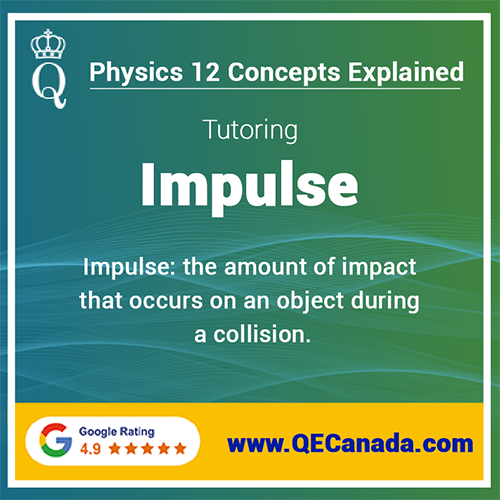 Q
Physics 12 Concepts Explained
Tutoring
Impulse
Impulse: the amount of impact
that occurs on an object during
a collision.
Google Rating
4.9
www.QECanada.com